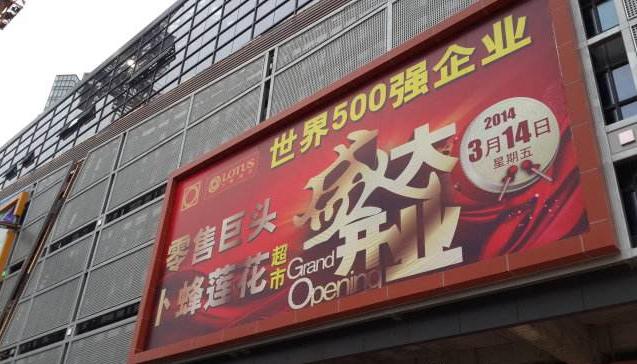 世界500强企业
LOTUS
2014
3月14日
星期五
盛大开业
Grand Opening
零售巨头
卜蜂莲花超市